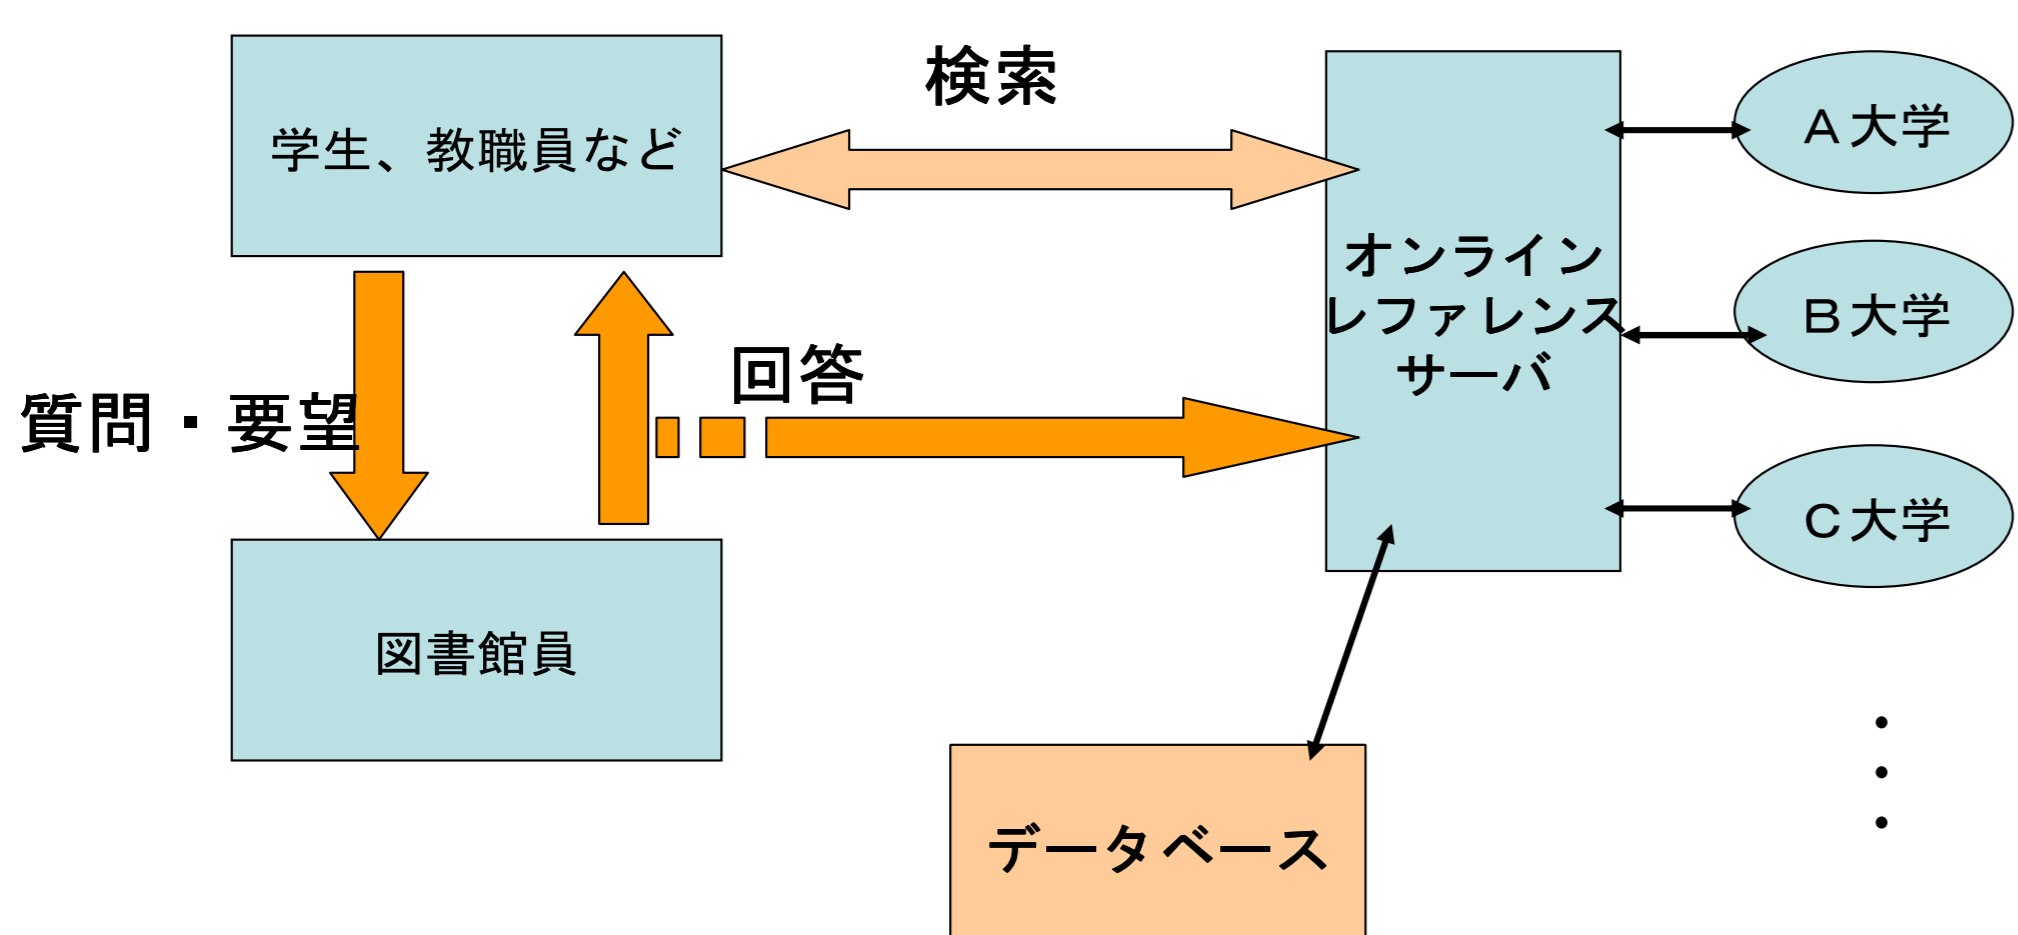 検索
学生、教職員など
Ａ大学
オンライン
レファレンス
サーバ
Ｂ大学
回答
質問・要望
Ｃ大学
図書館員
・
・
・
データベース